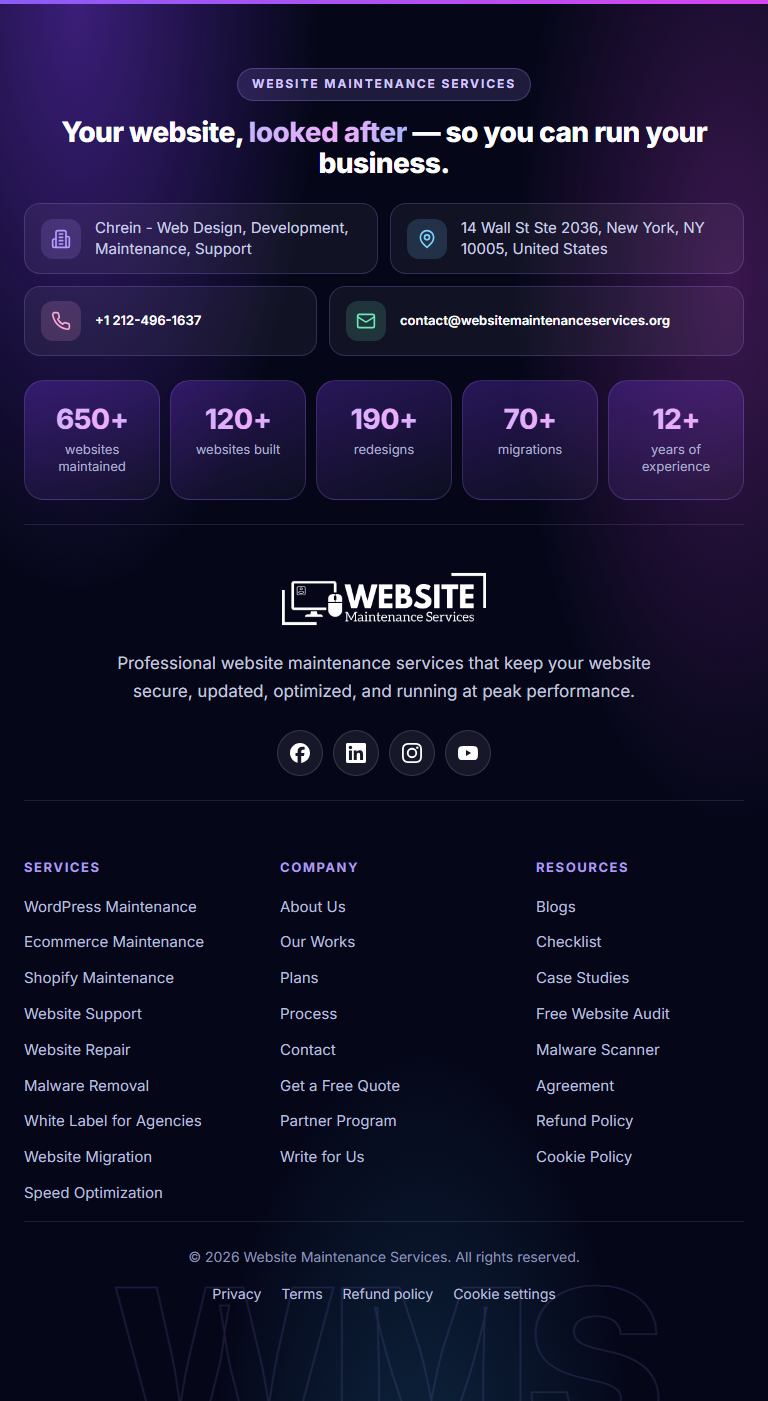 WEBSITE MAINTENANCE SERVICES
Your website, looked after — so you can run your
business.
Chrein - Web Design, Development,
Maintenance, Support
14 Wall St Ste 2036, New York, NY
10005, United States
+1 212-496-1637
contact@websitemaintenanceservices.org
650+
websites
maintained
120+
websites built
190+
redesigns
70+
migrations
12+
years of
experience
WEBSITE
Maintenance Services
Professional website maintenance services that keep your website
secure, updated, optimized, and running at peak performance.
SERVICES
WordPress Maintenance
Ecommerce Maintenance
Shopify Maintenance
Website Support
Website Repair
Malware Removal
White Label for Agencies
Website Migration
Speed Optimization
COMPANY
About Us
Our Works
Plans
Process
Contact
Get a Free Quote
Partner Program
Write for Us
RESOURCES
Blogs
Checklist
Case Studies
Free Website Audit
Malware Scanner
Agreement
Refund Policy
Cookie Policy
© 2026 Website Maintenance Services. All rights reserved.
Privacy Terms Refund policy Cookie settings
WMS